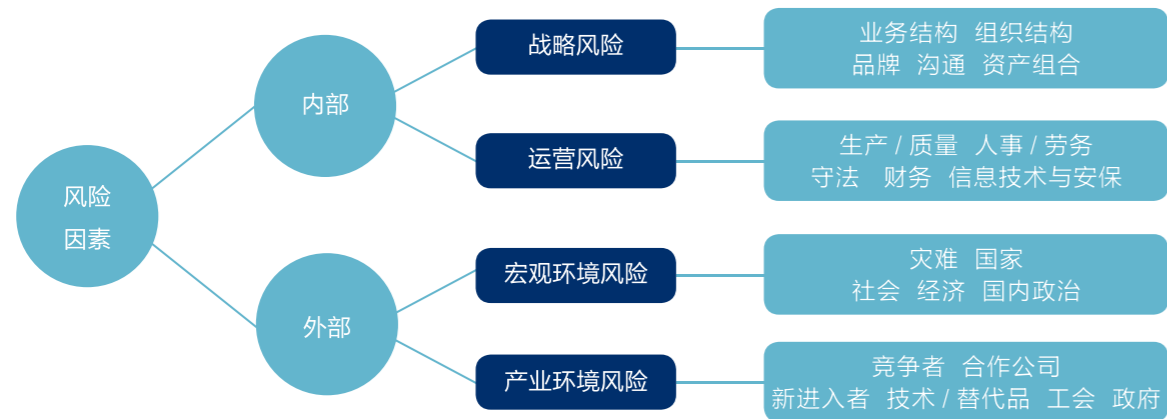 风险
因素
内部
外部
战略风险
业务结构 组织结构
品牌 沟通 资产组合
运营风险
生产 / 质量 人事 / 劳务
守法 财务 信息技术与安保
宏观环境风险
灾难 国家
社会 经济 国内政治
产业环境风险
竞争者 合作公司
新进入者 技术 / 替代品 工会 政府